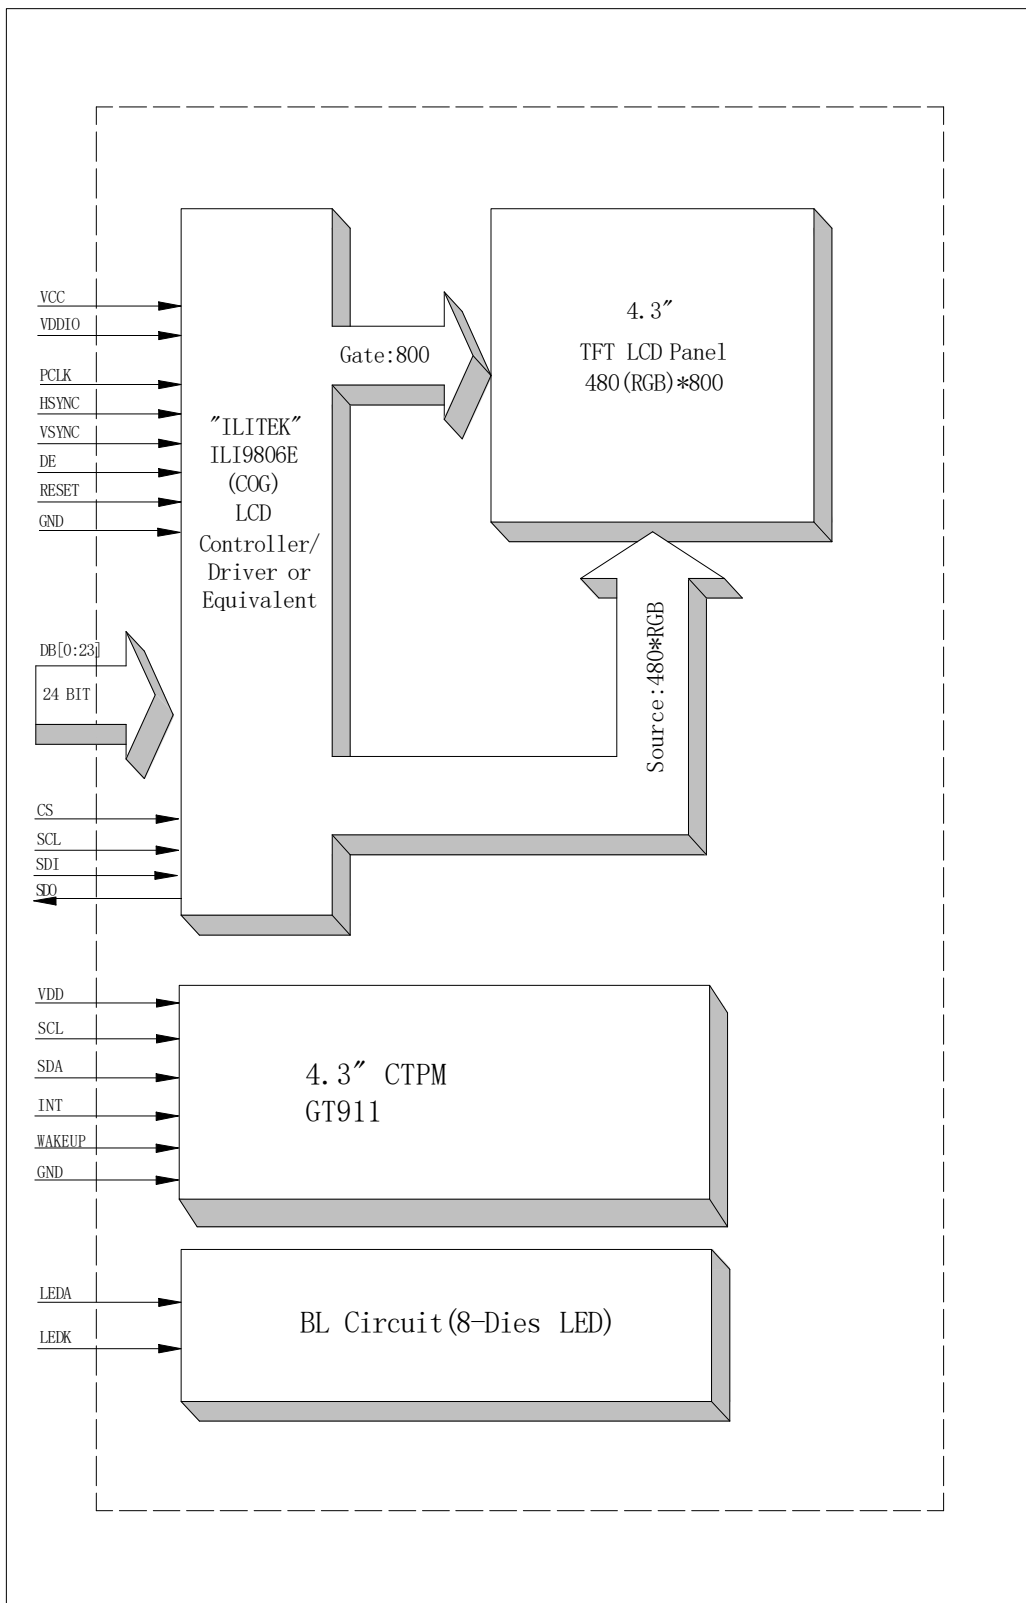 VCC
VDDIO
PCLK
HSYNC
VSYNC
DE
RESET
GND
DB[0:23]
24 BIT
CS
SCL
SDI
SDO
"ILITEK"
ILI9806E
(COG)
LCD
Controller/
Driver or
Equivalent
Gate:800
4.3"
TFT LCD Panel
480(RGB)*800
Source:480*RGB
VDD
SCL
SDA
INT
WAKEUP
GND
4.3" CTPM
GT911
LEDA
LEDK
BL Circuit(8-Dies LED)